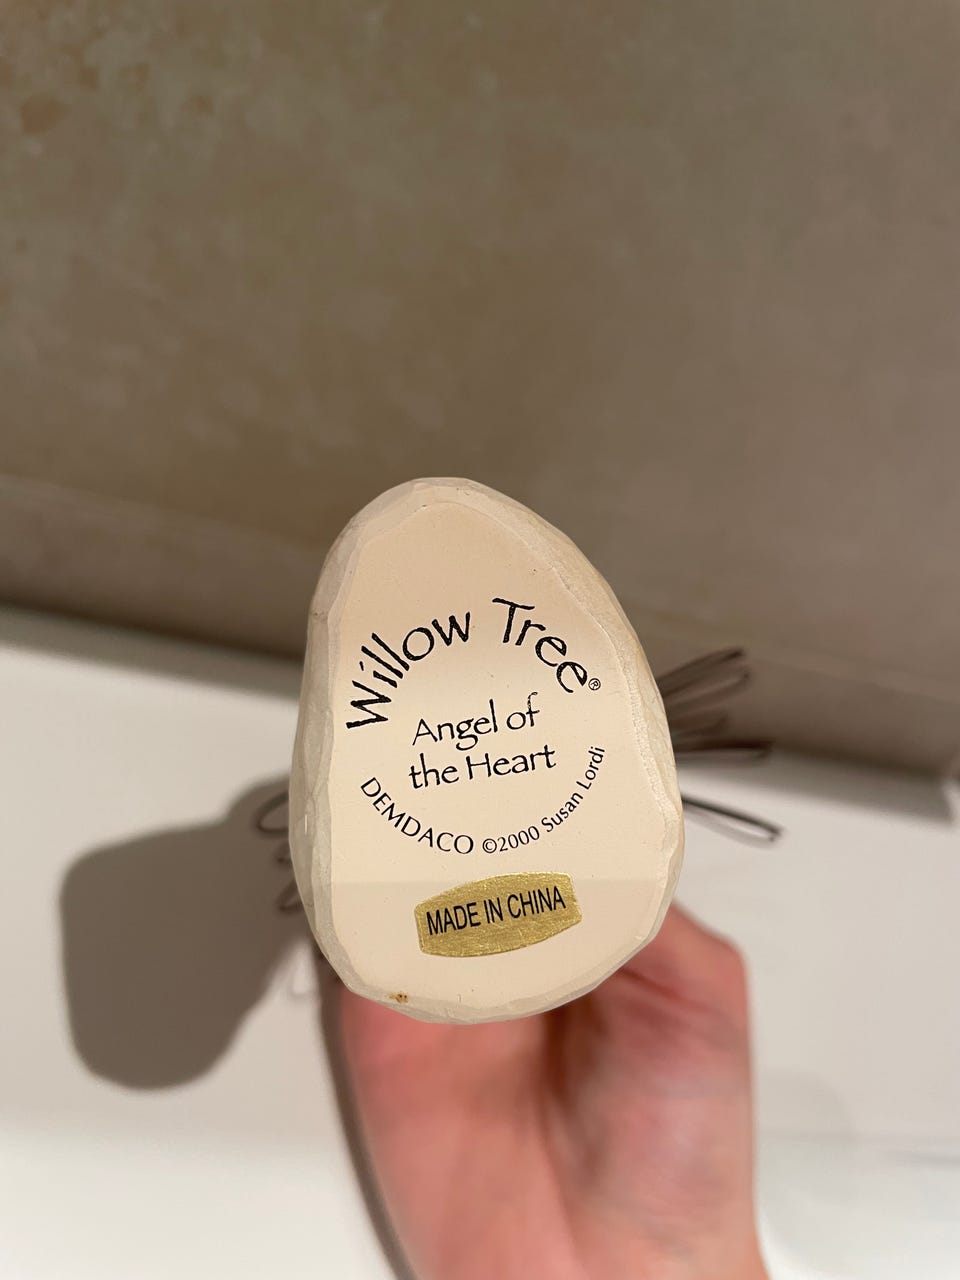 Willow Tree®
Angel of
the Heart
DEMDACO ©2000 Susan Lordi
MADE IN CHINA